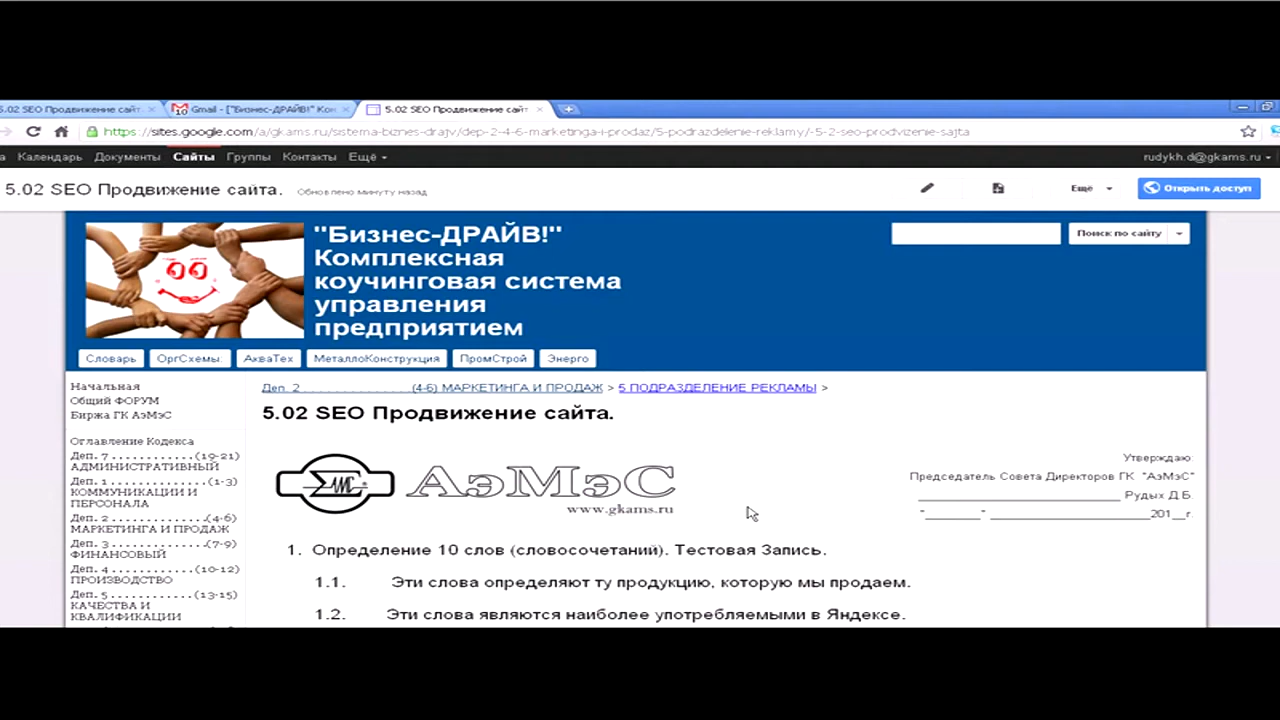 5.02 SEO Продвижение сайт
Gmail - ["Бизнес-ДРАЙВ!" Кон
5.02 SEO Продвижение сайт
https://sites.google.com/a/gkams.ru/sistema-biznes-drajv/dep-2-4-6-marketinga-i-prodaz/5-podrazdelenie-reklamy/-5-2-seo-prodvizenie-sajta
Календарь Документы Сайты Группы Контакты Ещё
rudykh.d@gkams.ru
5.02 SEO Продвижение сайта. Обновлено минуту назад
Ещё
Открыть доступ
"Бизнес-ДРАЙВ!"
Комплексная
коучинговая система
управления
предприятием
Поиск по сайту
Словарь ОргСхемы. АкваТех МеталлоКонструкция ПромСтрой Энерго
Начальная
Общий ФОРУМ
Биржа ГК АэМэС
Оглавление Кодекса
Деп. 7 . . . . . . . . . . . (19-21)
АДМИНИСТРАТИВНЫЙ
Деп. 1 . . . . . . . . . . . . (1-3)
КОММУНИКАЦИИ И
ПЕРСОНАЛА
Деп. 2 . . . . . . . . . . . . .(4-6)
МАРКЕТИНГА И ПРОДАЖ
Деп. 3 . . . . . . . . . . . . .(7-9)
ФИНАНСОВЫЙ
Деп. 4 . . . . . . . . . . . (10-12)
ПРОИЗВОДСТВО
Деп. 5 . . . . . . . . . . . (13-15)
КАЧЕСТВА И
КВАЛИФИКАЦИИ
Деп. 2 . . . . . . . . . . . . . . . (4-6) МАРКЕТИНГА И ПРОДАЖ > 5 ПОДРАЗДЕЛЕНИЕ РЕКЛАМЫ >
5.02 SEO Продвижение сайта.
АэМэС
www.gkams.ru
Утверждаю:
Председатель Совета Директоров ГК "АэМэС"
____________________________ Рудых Д.Б.
"________" _______________________201__г.
1. Определение 10 слов (словосочетаний). Тестовая Запись.
1.1. Эти слова определяют ту продукцию, которую мы продаем.
1.2. Эти слова являются наиболее употребляемыми в Яндексе.